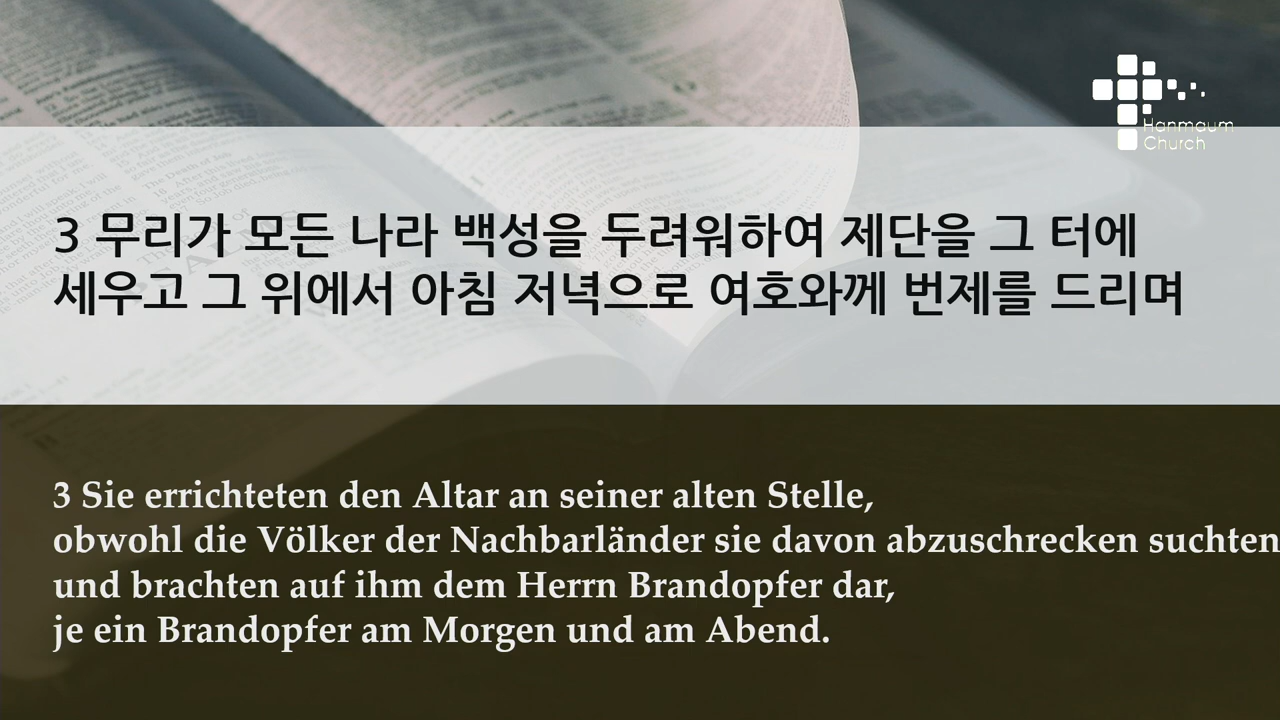 Hanmaum
Church
3 무리가 모든 나라 백성을 두려워하여 제단을 그 터에
세우고 그 위에서 아침 저녁으로 여호와께 번제를 드리며
3 Sie errichteten den Altar an seiner alten Stelle,
obwohl die Völker der Nachbarländer sie davon abzuschrecken suchten
und brachten auf ihm dem Herrn Brandopfer dar,
je ein Brandopfer am Morgen und am Abend.